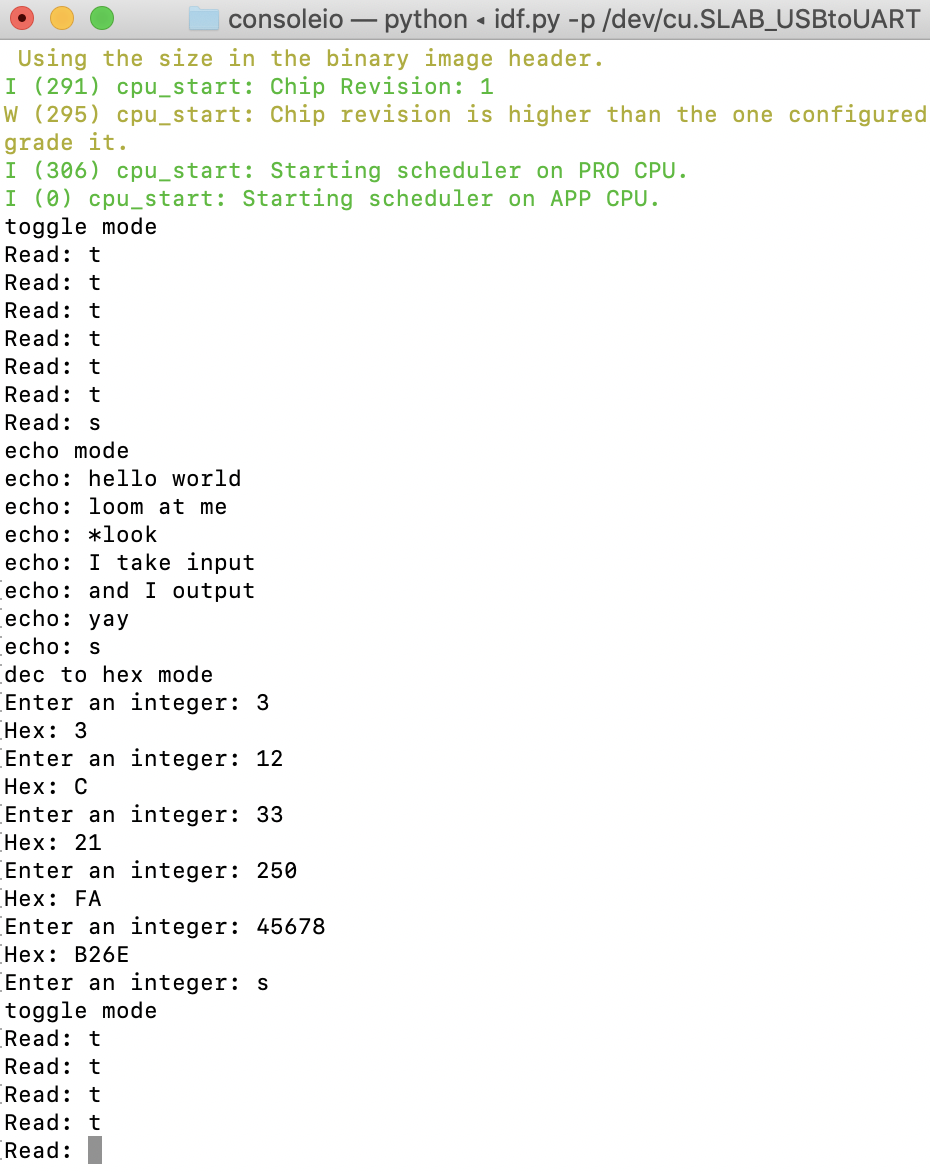 consoleio — python ◂ idf.py -p /dev/cu.SLAB_USBtoUART
Using the size in the binary image header.
I (291) cpu_start: Chip Revision: 1
W (295) cpu_start: Chip revision is higher than the one configured
grade it.
I (306) cpu_start: Starting scheduler on PRO CPU.
I (0) cpu_start: Starting scheduler on APP CPU.
toggle mode
Read: t
Read: t
Read: t
Read: t
Read: t
Read: t
Read: s
echo mode
echo: hello world
echo: loom at me
echo: *look
echo: I take input
echo: and I output
echo: yay
echo: s
dec to hex mode
Enter an integer: 3
Hex: 3
Enter an integer: 12
Hex: C
Enter an integer: 33
Hex: 21
Enter an integer: 250
Hex: FA
Enter an integer: 45678
Hex: B26E
Enter an integer: s
toggle mode
Read: t
Read: t
Read: t
Read: t
Read: